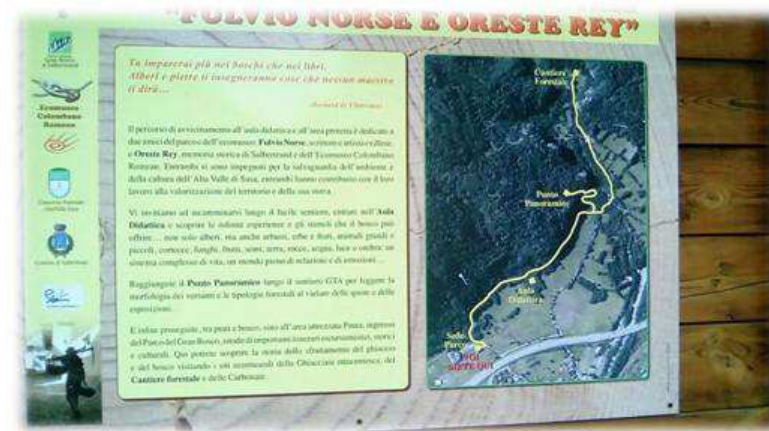 "FULVIO NORSE E ORESTE REY"
Gran Bosco
di Salbertrand
Ecomuseo
Colombano
Romean
Tu imparerai più nei boschi che nei libri.
Alberi e pietre ti insegneranno cose che nessun maestro
ti dirà…
Il percorso di avvicinamento all'aula didattica e all'area protetta è dedicato a
due amici del parco e dell'ecomuseo: Fulvio Norse, scrittore e artista exillese,
e Oreste Rey, memoria storica di Salbertrand e dell'Ecomuseo Colombano
Romean. Entrambi si sono impegnati per la salvaguardia dell'ambiente e
della cultura dell'Alta Valle di Susa, entrambi hanno contribuito con il loro
lavoro alla valorizzazione del territorio e della sua storia.
Vi invitiamo ad incamminarvi lungo il facile sentiero, entrare nell'Aula
Didattica e scoprire le infinite esperienze e gli stimoli che il bosco può
offrire… non solo alberi, ma anche arbusti, erbe e fiori, animali grandi e
piccoli, cortecce, funghi, frutti, semi, terra, rocce, acqua, luce e ombra: un
sistema complesso di vita, un mondo pieno di relazioni e di emozioni…
Raggiungete il Punto Panoramico lungo il sentiero GTA per leggere la
morfologia dei versanti e le tipologie forestali al variare delle quote e delle
esposizioni.
E infine proseguite, tra prati e bosco, sino all'area attrezzata Pinea, ingresso
del Parco del Gran Bosco, snodo di importanti itinerari escursionistici, storici
e culturali. Qui potrete scoprire la storia dello sfruttamento del ghiaccio
e del bosco visitando i siti ecomuseali della Ghiacciaia ottocentesca, del
Cantiere forestale e delle Carbonaie.
Cantiere
Forestale
Punto
Panoramico
Aula
Didattica
Sede
Parco
VOI
SIETE QUI